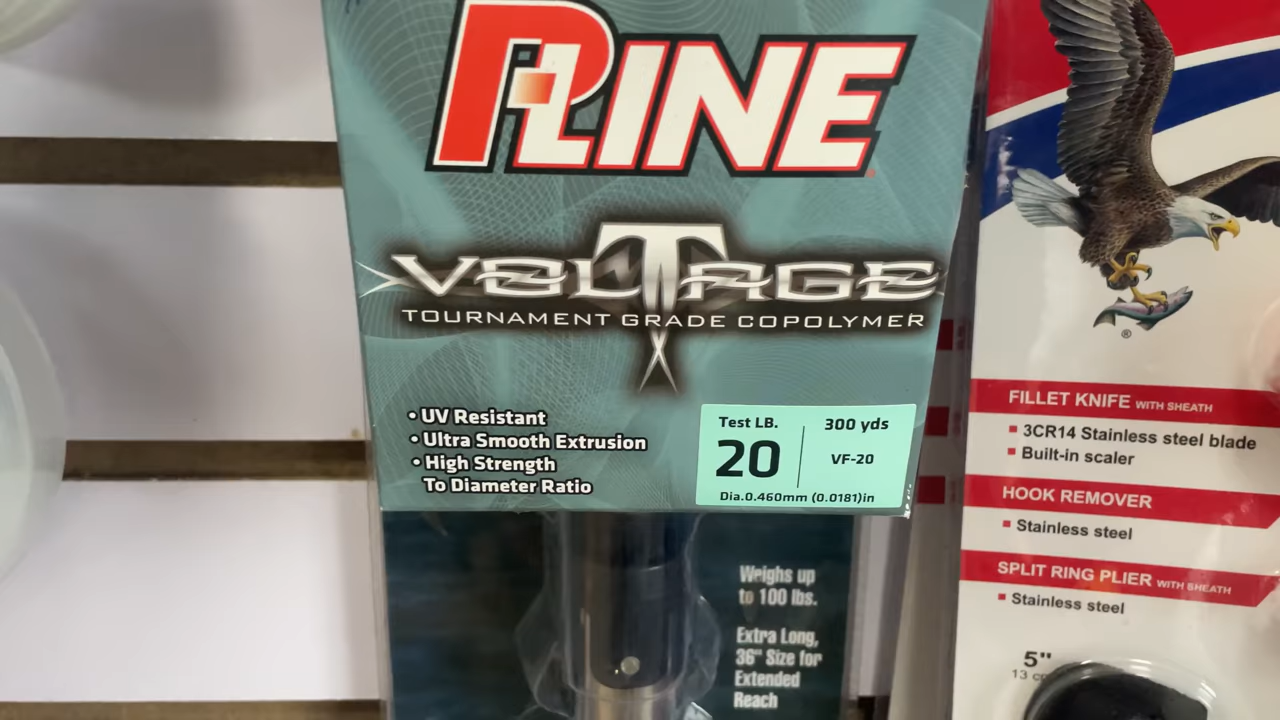 P-LINE
VOLTAGE
TOURNAMENT GRADE COPOLYMER
• UV Resistant
• Ultra Smooth Extrusion
• High Strength
To Diameter Ratio
Test LB.
20
300 yds
VF-20
Dia.0.460mm (0.0181)in
Weighs up
to 100 lbs.
Extra Long,
36" Size for
Extended
Reach
®
FILLET KNIFE WITH SHEATH
3CR14 Stainless steel blade
Built-in scaler
HOOK REMOVER
Stainless steel
SPLIT RING PLIER WITH SHEATH
Stainless steel
5"
13